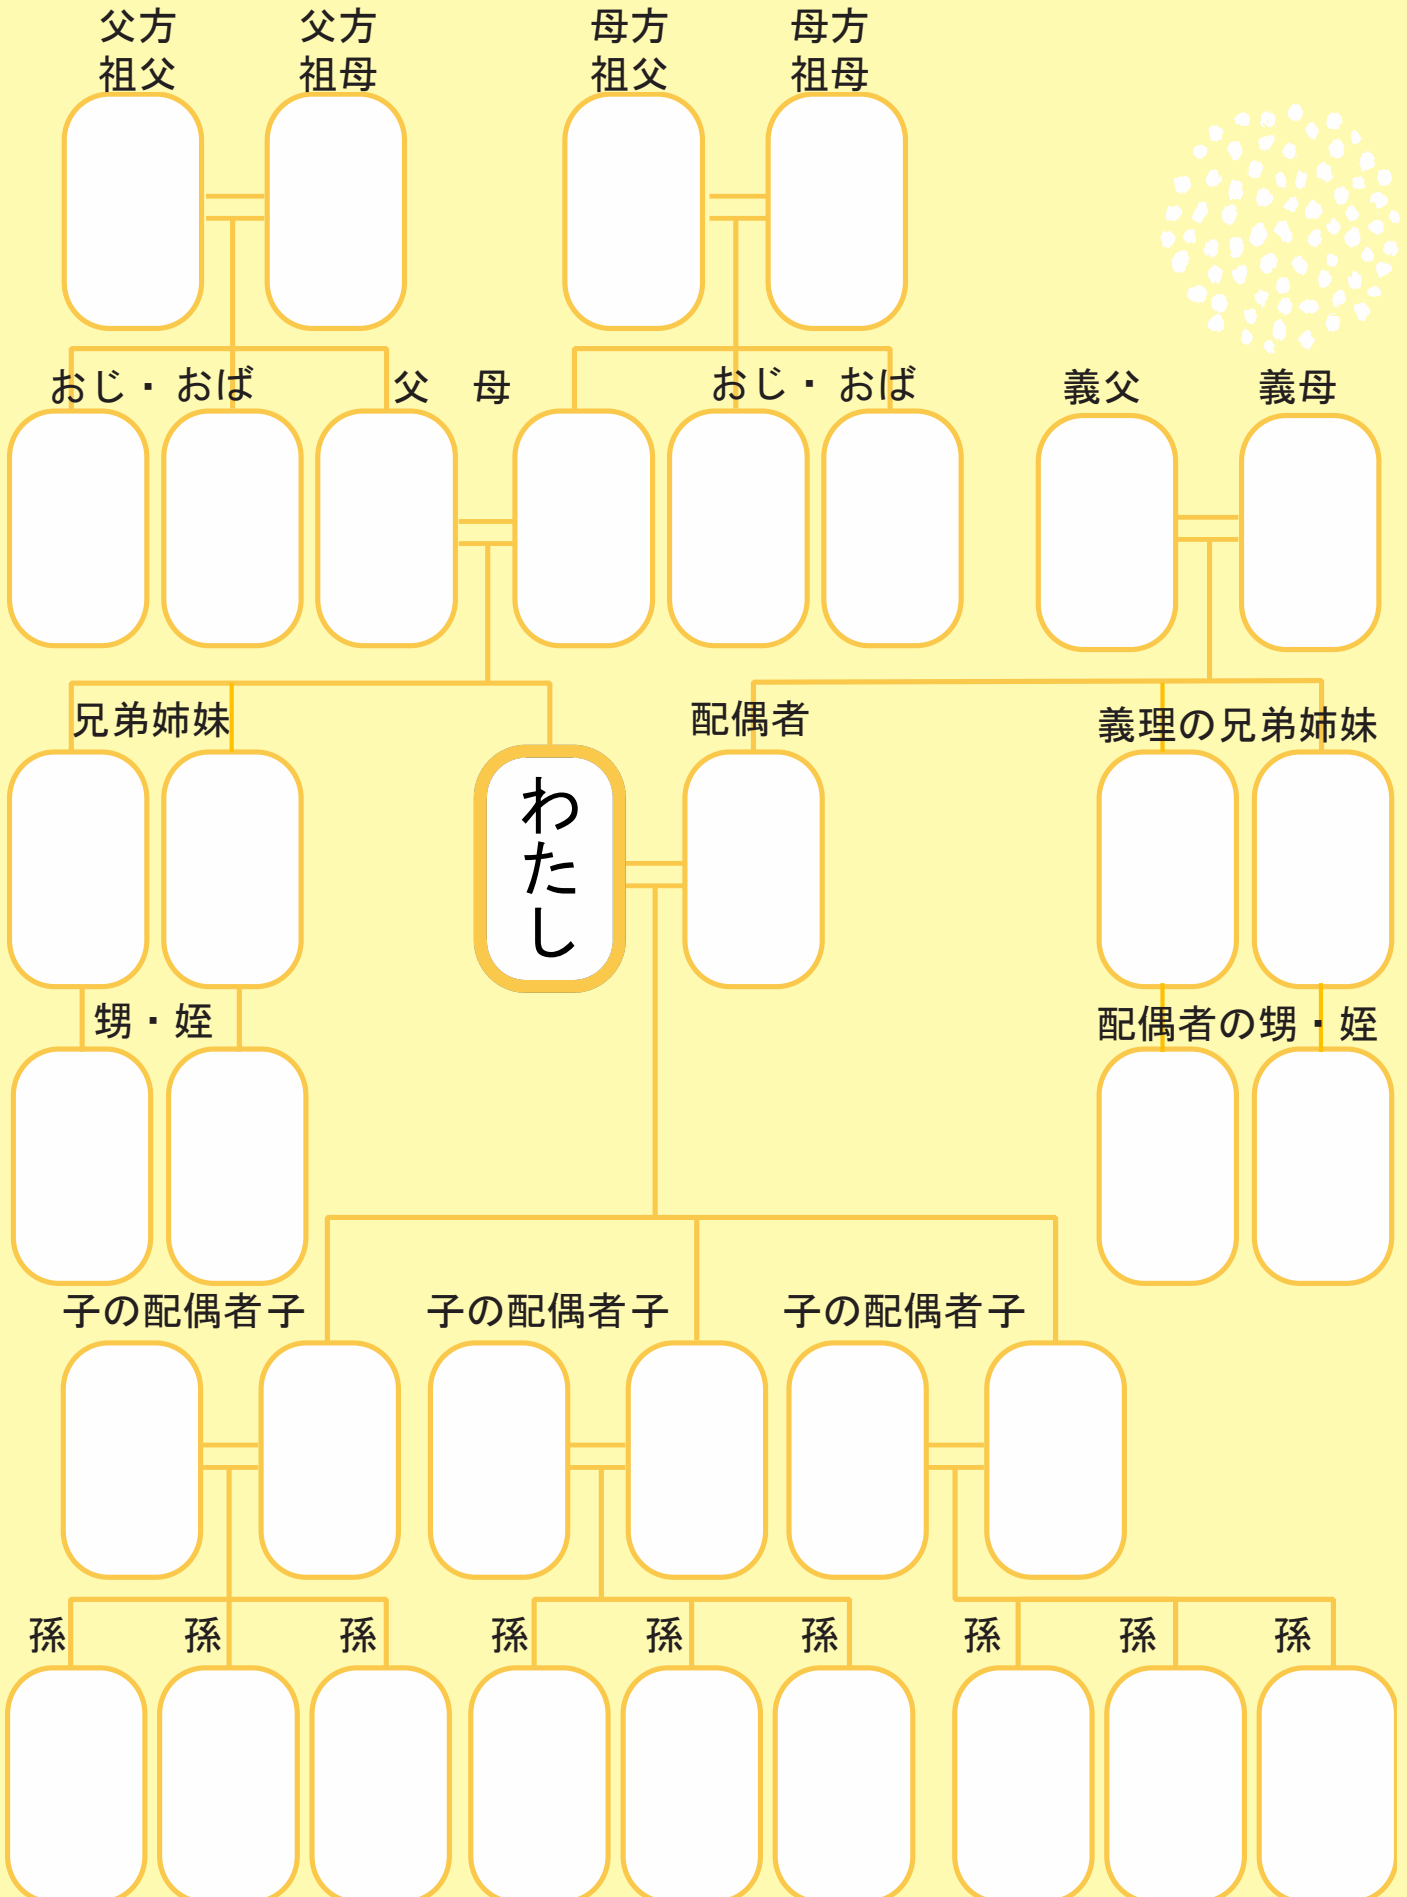 父方
祖父
父方
祖母
母方
祖父
母方
祖母
おじ・おば
父
母
おじ・おば
義父
義母
兄弟姉妹
配偶者
義理の兄弟姉妹
わたし
甥・姪
配偶者の甥・姪
子の配偶者
子
子の配偶者
子
子の配偶者
子
孫
孫
孫
孫
孫
孫
孫
孫
孫